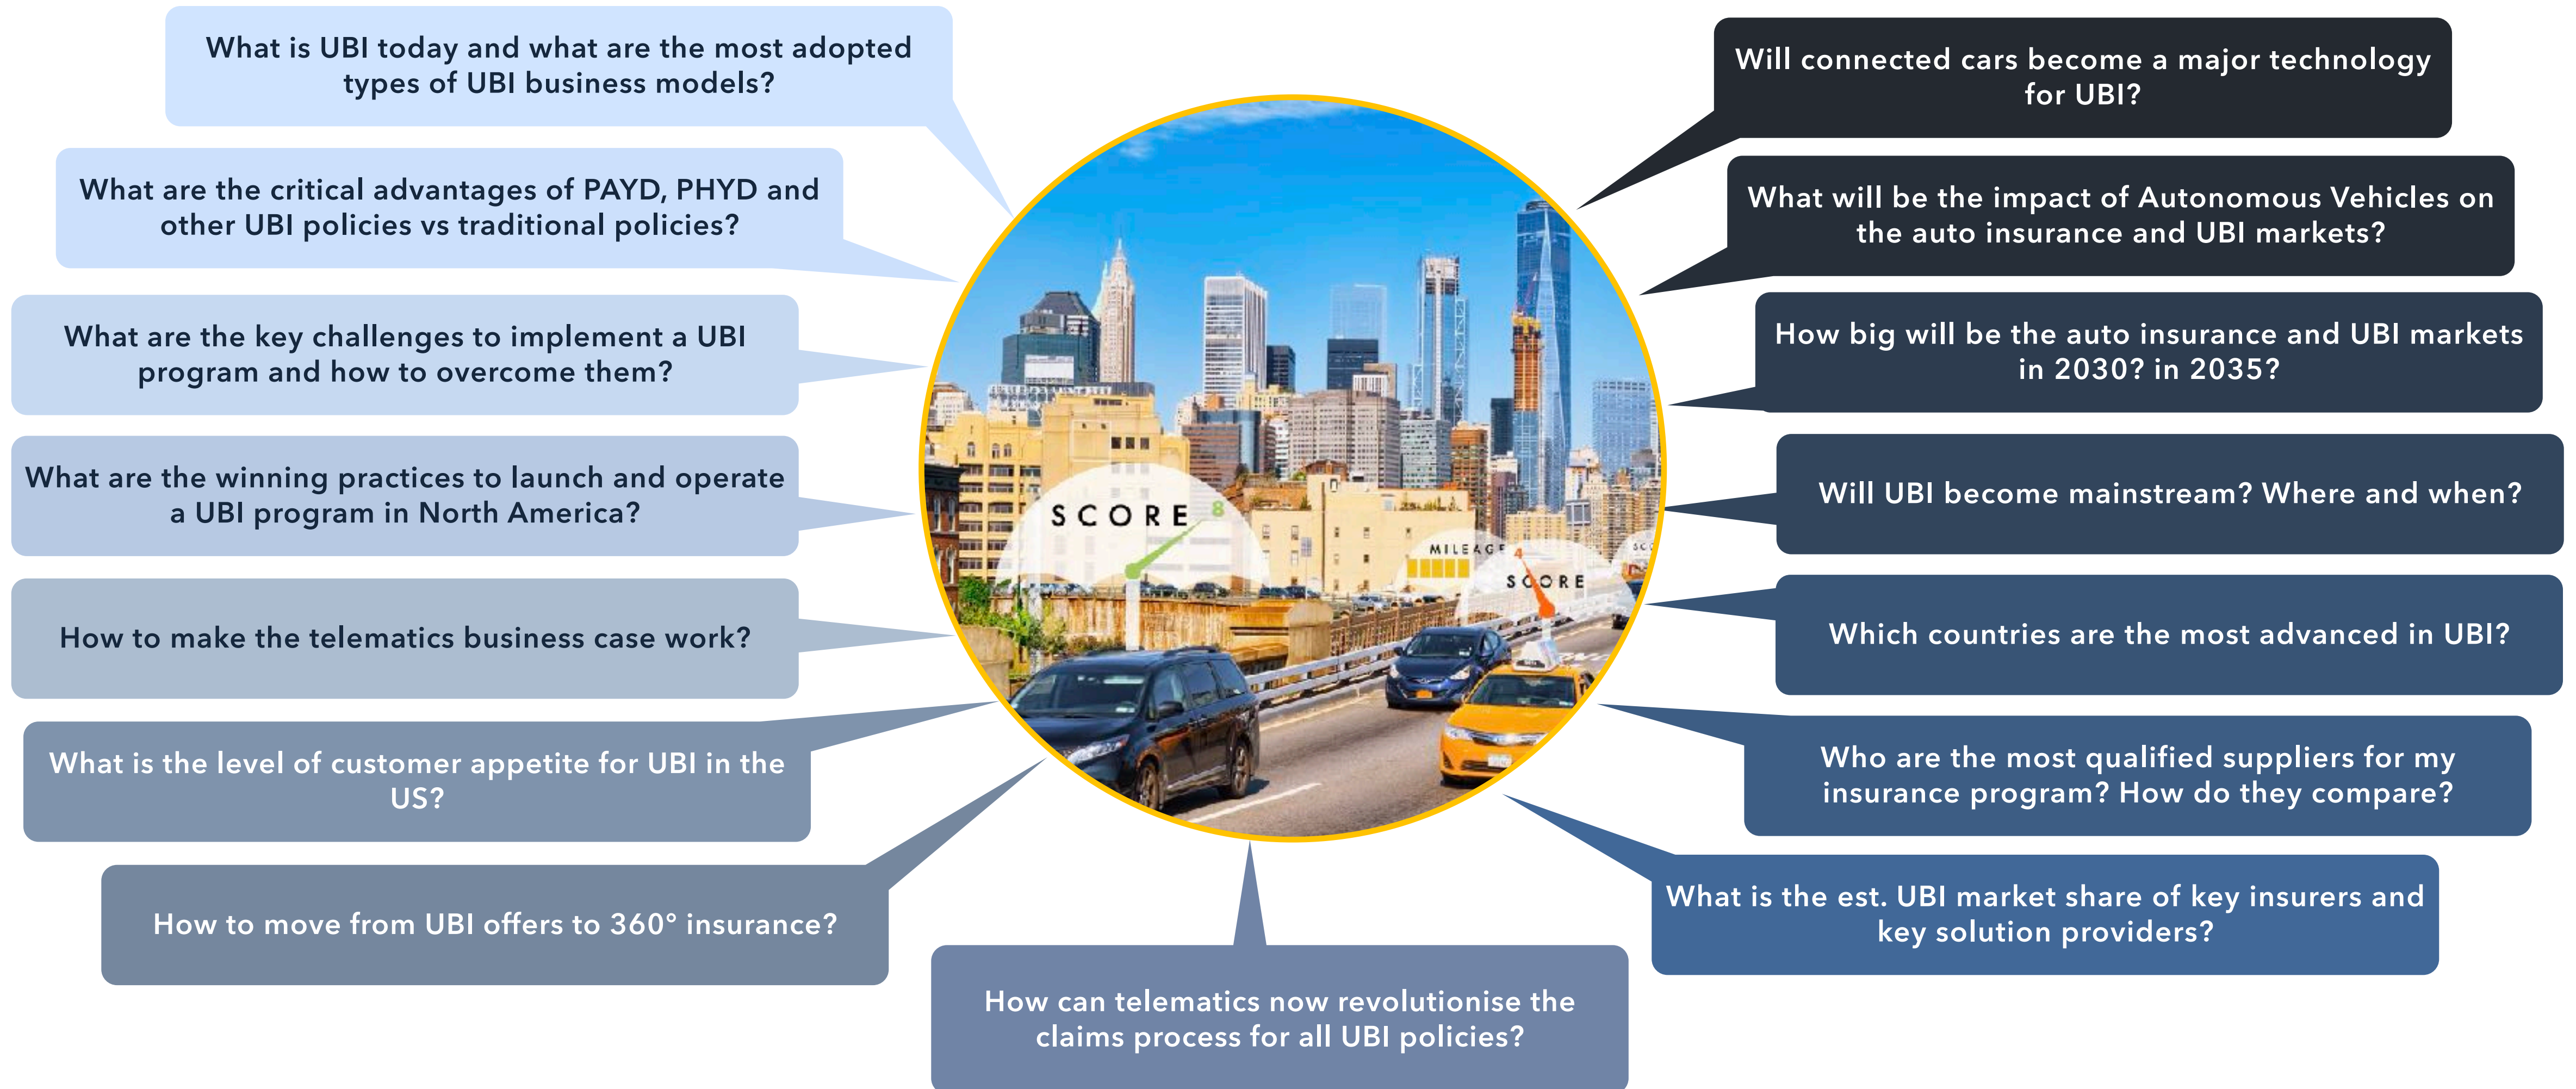 What is UBI today and what are the most adopted
types of UBI business models?
What are the critical advantages of PAYD, PHYD and
other UBI policies vs traditional policies?
What are the key challenges to implement a UBI
program and how to overcome them?
What are the winning practices to launch and operate
a UBI program in North America?
How to make the telematics business case work?
What is the level of customer appetite for UBI in the
US?
How to move from UBI offers to 360° insurance?
How can telematics now revolutionise the
claims process for all UBI policies?
Will connected cars become a major technology
for UBI?
What will be the impact of Autonomous Vehicles on
the auto insurance and UBI markets?
How big will be the auto insurance and UBI markets
in 2030? in 2035?
Will UBI become mainstream? Where and when?
Which countries are the most advanced in UBI?
Who are the most qualified suppliers for my
insurance program? How do they compare?
What is the est. UBI market share of key insurers and
key solution providers?
SCORE 8
MILEAGE
4
SCORE